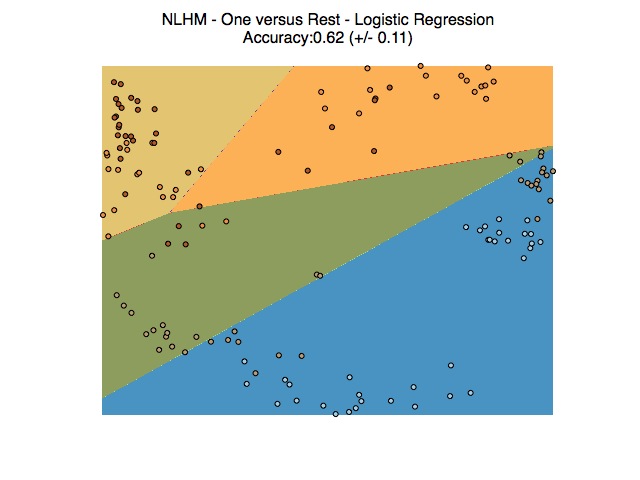 NLHM - One versus Rest - Logistic Regression
Accuracy:0.62 (+/- 0.11)